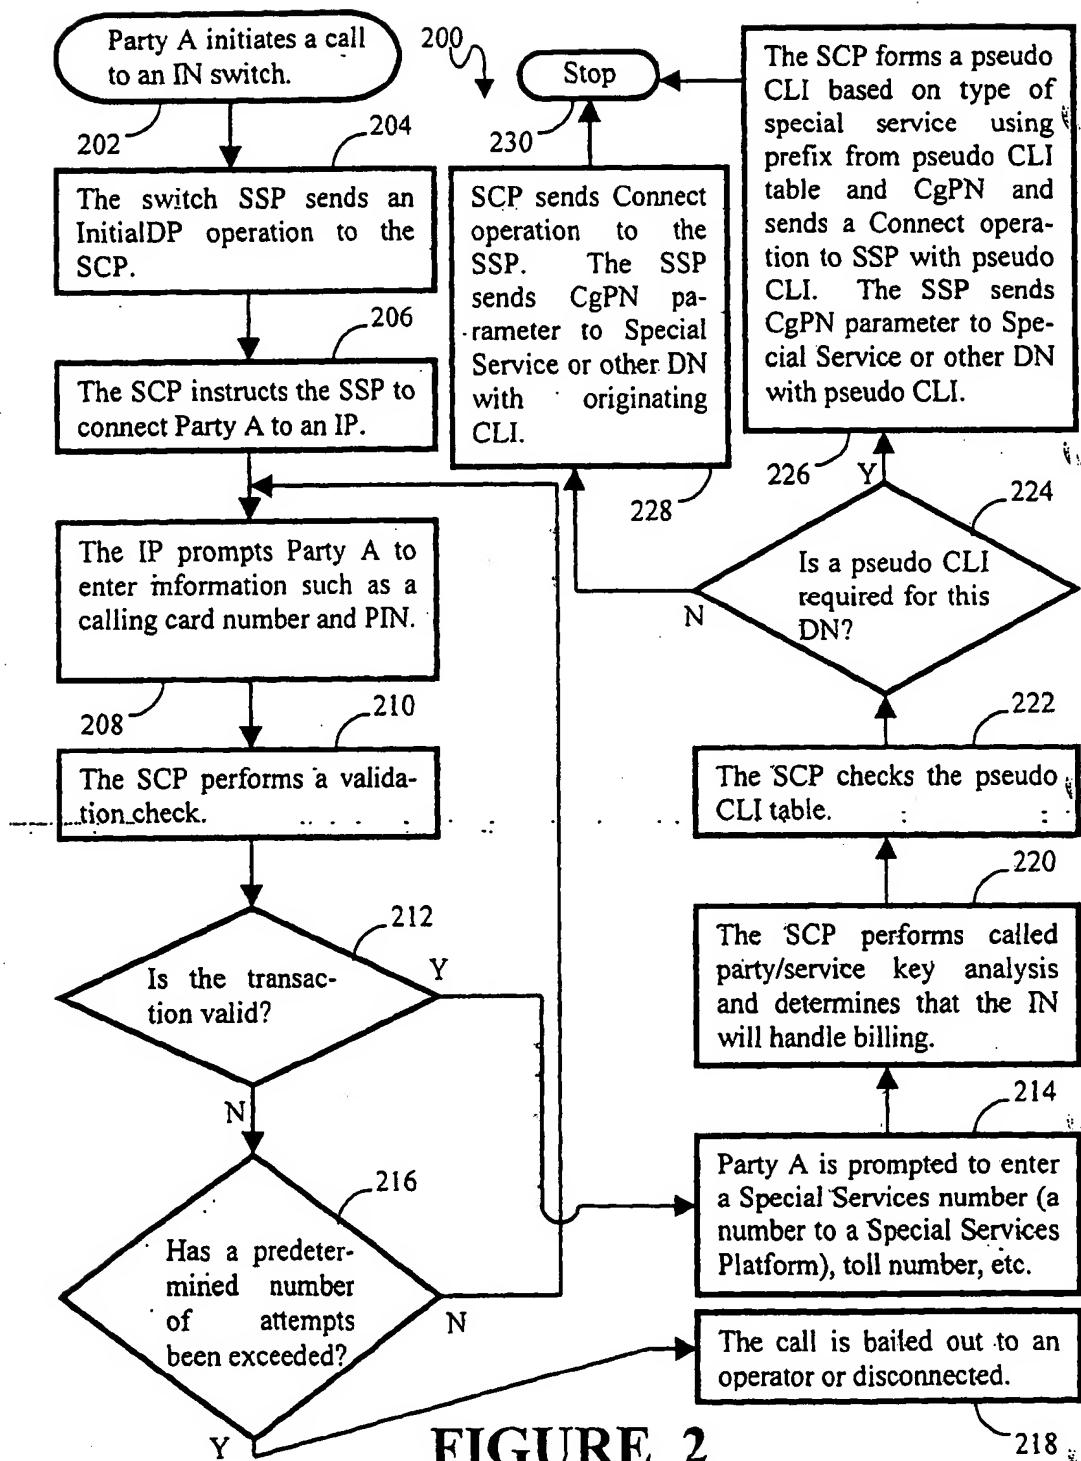 Party A initiates a call
to an IN switch.
202
204
The switch SSP sends an
InitialDP operation to the
SCP.
206
The SCP instructs the SSP to
connect Party A to an IP.
The IP prompts Party A to
enter information such as a
calling card number and PIN.
208
210
The SCP performs a valida-
tion check.
212
Is the transac-
tion valid?
Y
N
216
Has a predeter-
mined number
of attempts
been exceeded?
N
Y
200
Stop
230
SCP sends Connect
operation to the
SSP. The SSP
sends CgPN pa-
rameter to Special
Service or other DN
with originating
CLI.
228
The SCP forms a pseudo
CLI based on type of
special service using
prefix from pseudo CLI
table and CgPN and
sends a Connect opera-
tion to SSP with pseudo
CLI. The SSP sends
CgPN parameter to Spe-
cial Service or other DN
with pseudo CLI.
226
Y
224
Is a pseudo CLI
required for this
DN?
N
222
The SCP checks the pseudo
CLI table.
220
The SCP performs called
party/service key analysis
and determines that the IN
will handle billing.
214
Party A is prompted to enter
a Special Services number (a
number to a Special Services
Platform), toll number, etc.
The call is bailed out to an
operator or disconnected.
218
FIGURE 2